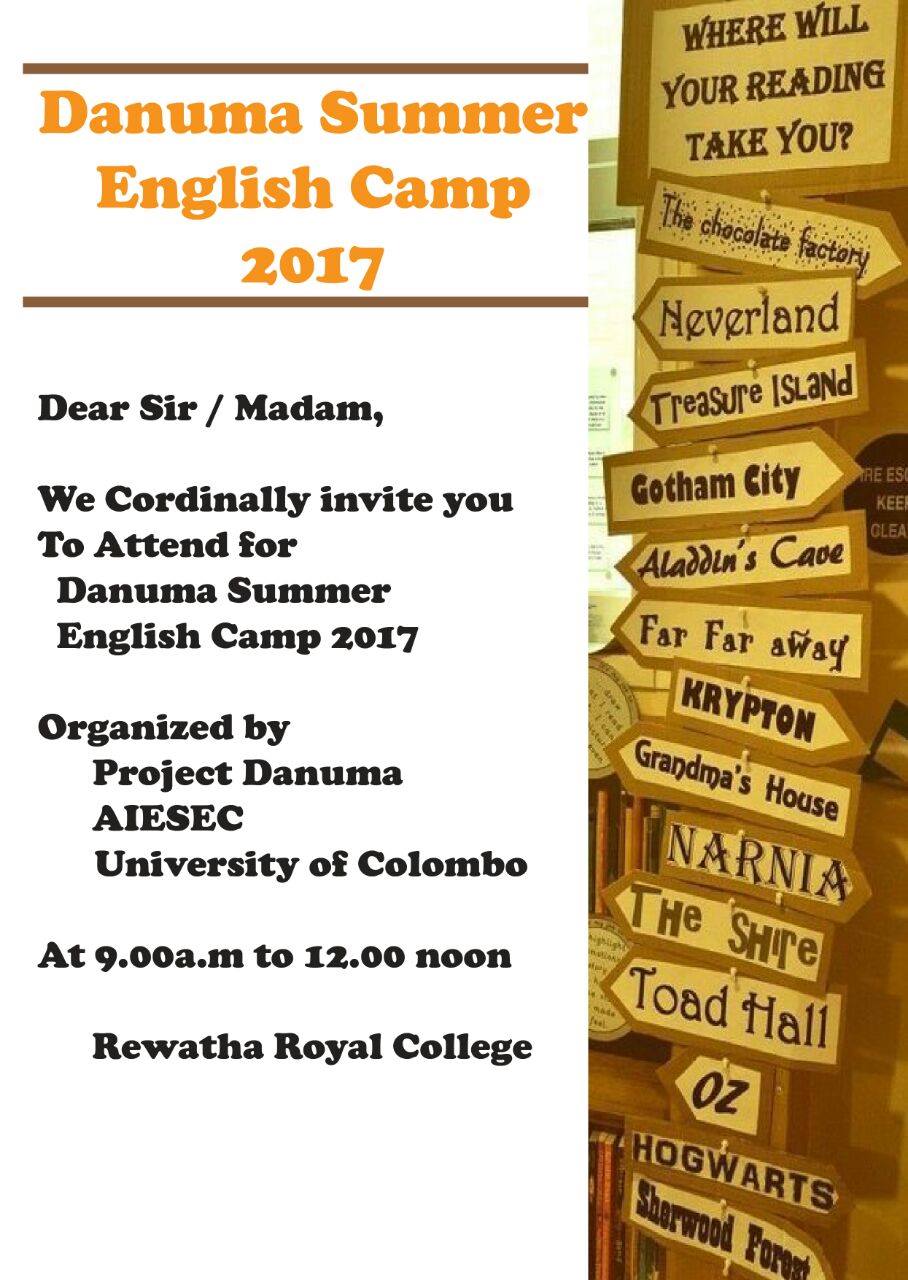 Danuma Summer
English Camp
2017
Dear Sir / Madam,
We Cordinally invite you
To Attend for
Danuma Summer
English Camp 2017
Organized by
Project Danuma
AIESEC
University of Colombo
At 9.00a.m to 12.00 noon
Rewatha Royal College
WHERE WILL
YOUR READING
TAKE YOU?
The chocolate factory
Neverland
Treasure Island
Gotham City
Aladdin's Cave
Far Far away
KRYPTON
Grandma's House
NARNIA
THe SHIre
Toad Hall
OZ
HOGWARTS
Sherwood Forest
KEEP